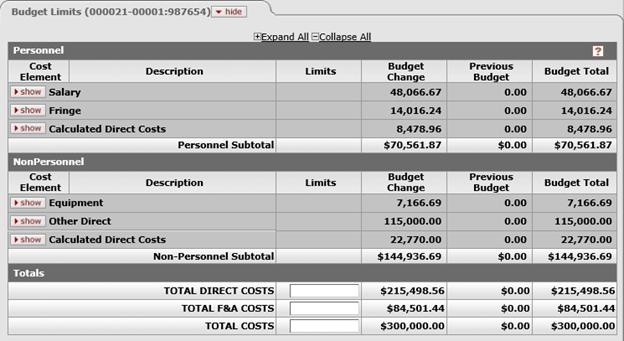 Budget Limits (000021-00001:987654) hide
Expand All Collapse All
Personnel ?
Cost Element Description Limits Budget Change Previous Budget Budget Total
show Salary 48,066.67 0.00 48,066.67
show Fringe 14,016.24 0.00 14,016.24
show Calculated Direct Costs 8,478.96 0.00 8,478.96
Personnel Subtotal $70,561.87 $0.00 $70,561.87
NonPersonnel
Cost Element Description Limits Budget Change Previous Budget Budget Total
show Equipment 7,166.69 0.00 7,166.69
show Other Direct 115,000.00 0.00 115,000.00
show Calculated Direct Costs 22,770.00 0.00 22,770.00
Non-Personnel Subtotal $144,936.69 $0.00 $144,936.69
Totals
TOTAL DIRECT COSTS $215,498.56 $0.00 $215,498.56
TOTAL F&A COSTS $84,501.44 $0.00 $84,501.44
TOTAL COSTS $300,000.00 $0.00 $300,000.00